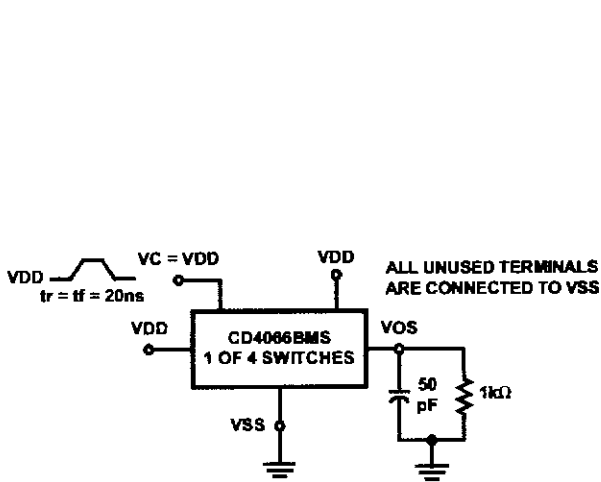 VDD
VC = VDD
tr = tf = 20ns
VDD
ALL UNUSED TERMINALS
ARE CONNECTED TO VSS
VDD
CD4066BMS
1 OF 4 SWITCHES
VOS
50
pF
1kΩ
VSS